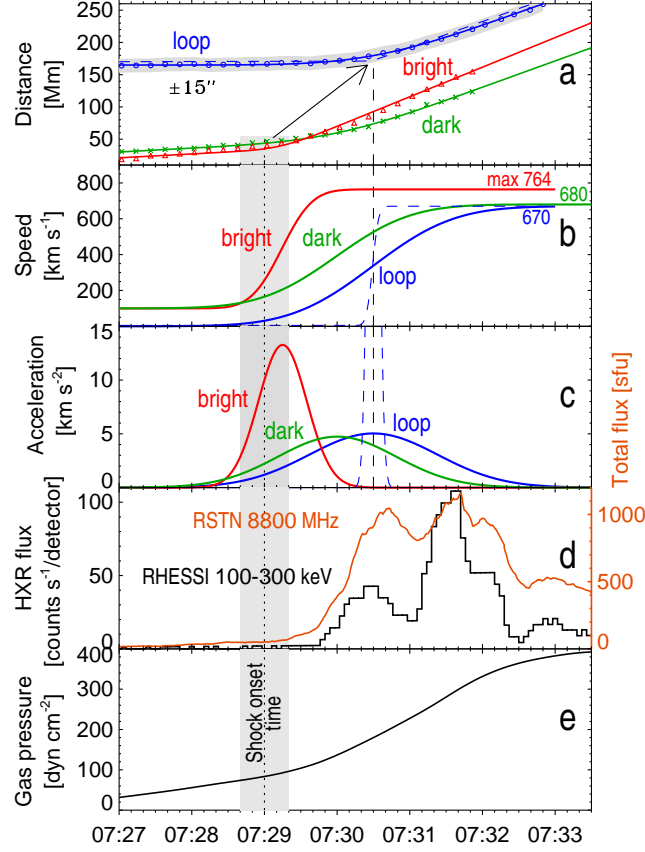 250
200
150
100
50
Distance
[Mm]
loop
±15''
bright
dark
a
800
600
400
200
Speed
[km s-1]
max 764
680
670
bright
dark
loop
b
15
10
5
0
Acceleration
[km s-2]
bright
dark
loop
c
Total flux [sfu]
100
50
0
HXR flux
[counts s-1/detector]
RSTN 8800 MHz
RHESSI 100-300 keV
d
1000
500
0
400
300
200
100
0
Gas pressure
[dyn cm-2]
Shock onset
time
e
07:27 07:28 07:29 07:30 07:31 07:32 07:33